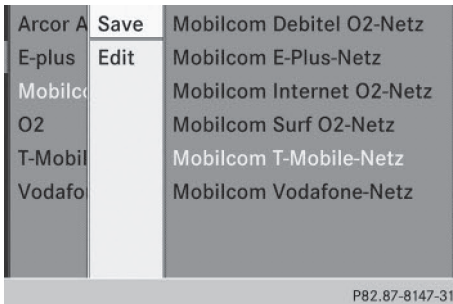 Arcor A
E-plus
Mobilc
O2
T-Mobil
Vodafo
Save
Edit
Mobilcom Debitel O2-Netz
Mobilcom E-Plus-Netz
Mobilcom Internet O2-Netz
Mobilcom Surf O2-Netz
Mobilcom T-Mobile-Netz
Mobilcom Vodafone-Netz
P82.87-8147-31